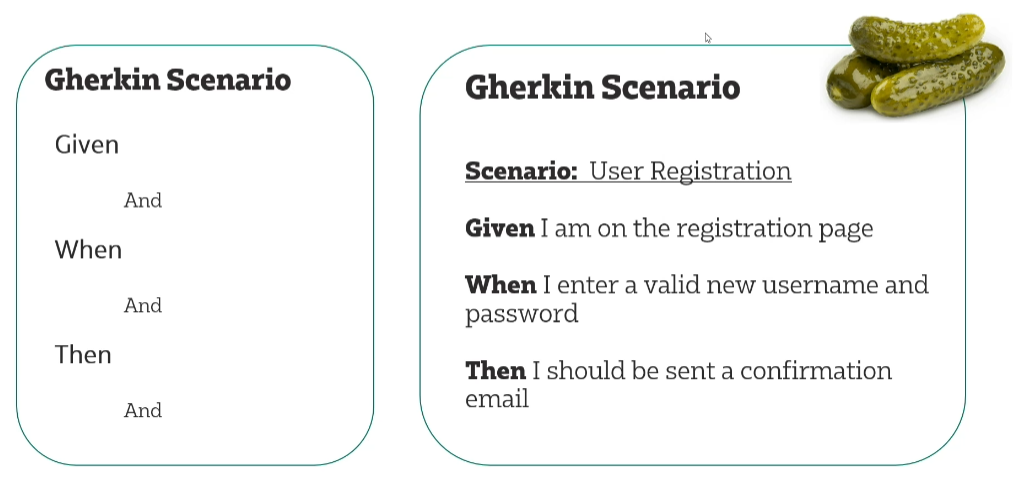 Gherkin Scenario
Given
And
When
And
Then
And
Gherkin Scenario
Scenario: User Registration
Given I am on the registration page
When I enter a valid new username and
password
Then I should be sent a confirmation
email